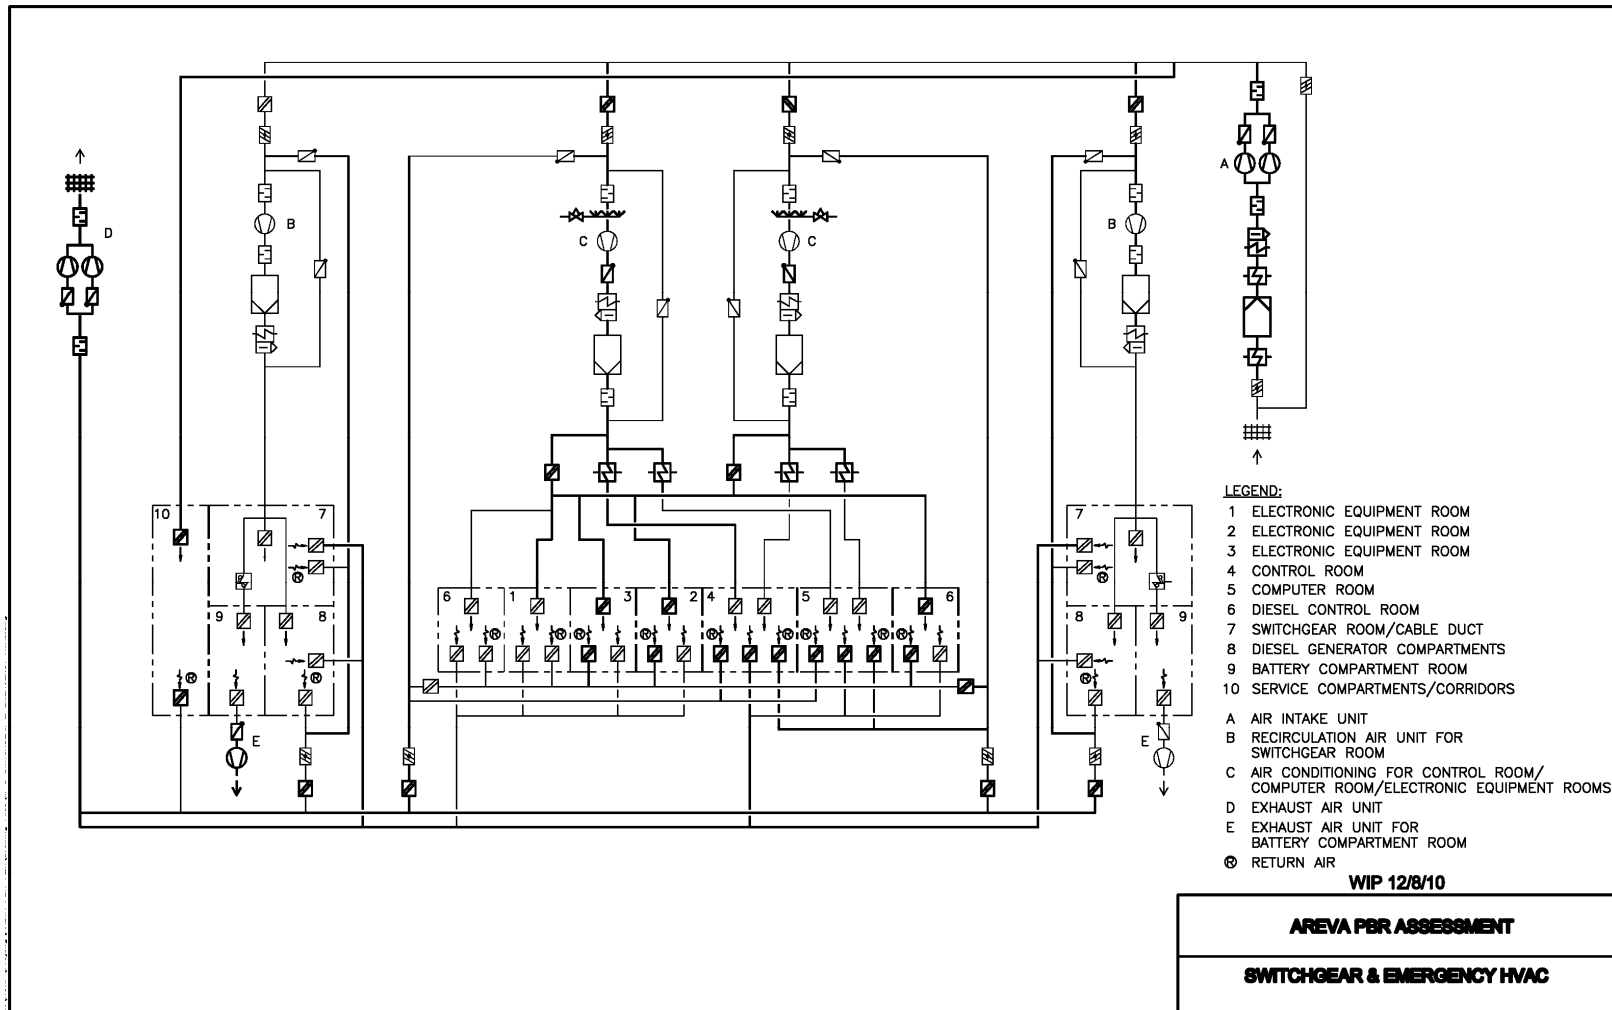 A
D
B
B
C
C
10
7
9
8
6
1
3
2
4
5
6
7
8
9
R
R
R
R
R
R
R
R
R
R
R
R
R
E
E
LEGEND:
1 ELECTRONIC EQUIPMENT ROOM
2 ELECTRONIC EQUIPMENT ROOM
3 ELECTRONIC EQUIPMENT ROOM
4 CONTROL ROOM
5 COMPUTER ROOM
6 DIESEL CONTROL ROOM
7 SWITCHGEAR ROOM/CABLE DUCT
8 DIESEL GENERATOR COMPARTMENTS
9 BATTERY COMPARTMENT ROOM
10 SERVICE COMPARTMENTS/CORRIDORS
A AIR INTAKE UNIT
B RECIRCULATION AIR UNIT FOR
SWITCHGEAR ROOM
C AIR CONDITIONING FOR CONTROL ROOM/
COMPUTER ROOM/ELECTRONIC EQUIPMENT ROOMS
D EXHAUST AIR UNIT
E EXHAUST AIR UNIT FOR
BATTERY COMPARTMENT ROOM
Ⓡ RETURN AIR
WIP 12/8/10
AREVA PBR ASSESSMENT
SWITCHGEAR & EMERGENCY HVAC